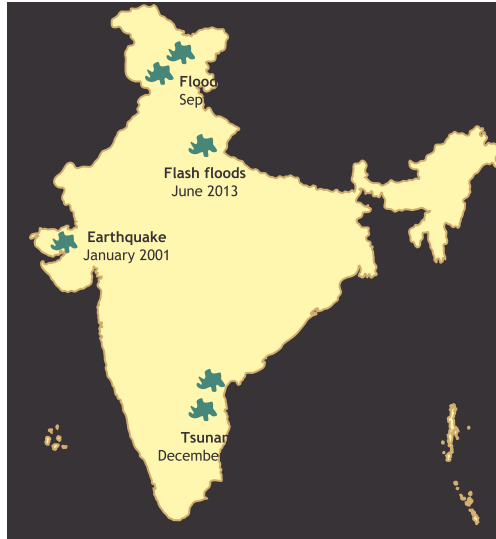 Flood
Sep
Flash floods
June 2013
Earthquake
January 2001
Tsunam
December